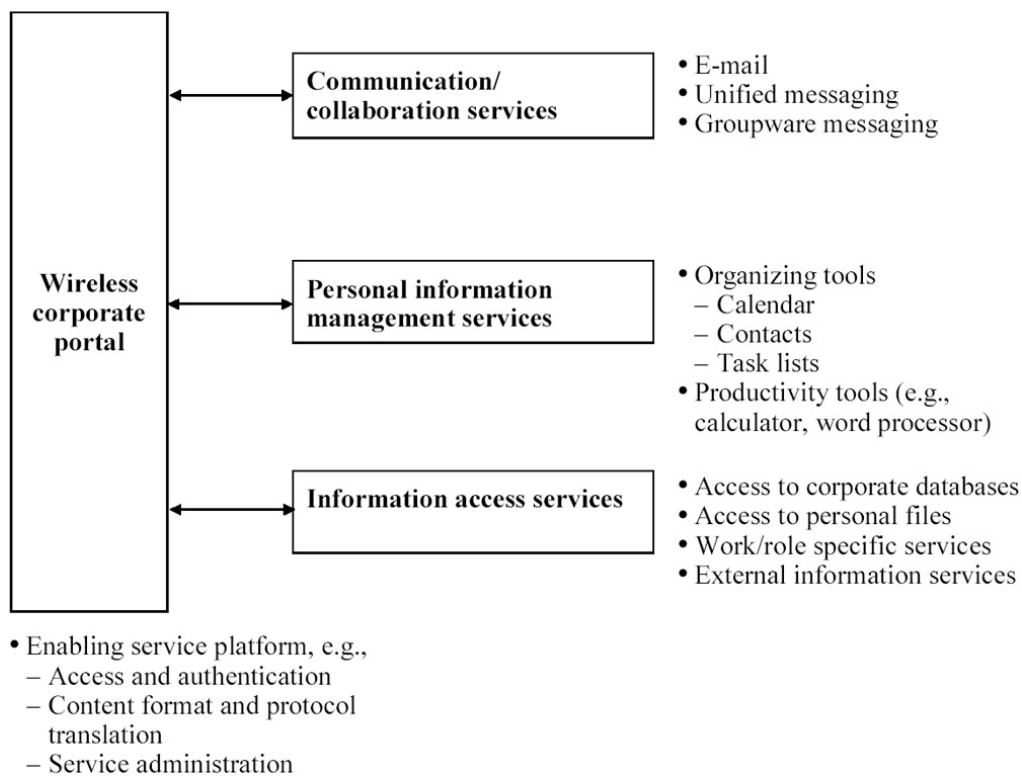 Wireless
corporate
portal
Communication/
collaboration services
• E-mail
• Unified messaging
• Groupware messaging
Personal information
management services
• Organizing tools
– Calendar
– Contacts
– Task lists
• Productivity tools (e.g.,
calculator, word processor)
Information access services
• Access to corporate databases
• Access to personal files
• Work/role specific services
• External information services
• Enabling service platform, e.g.,
– Access and authentication
– Content format and protocol
translation
– Service administration